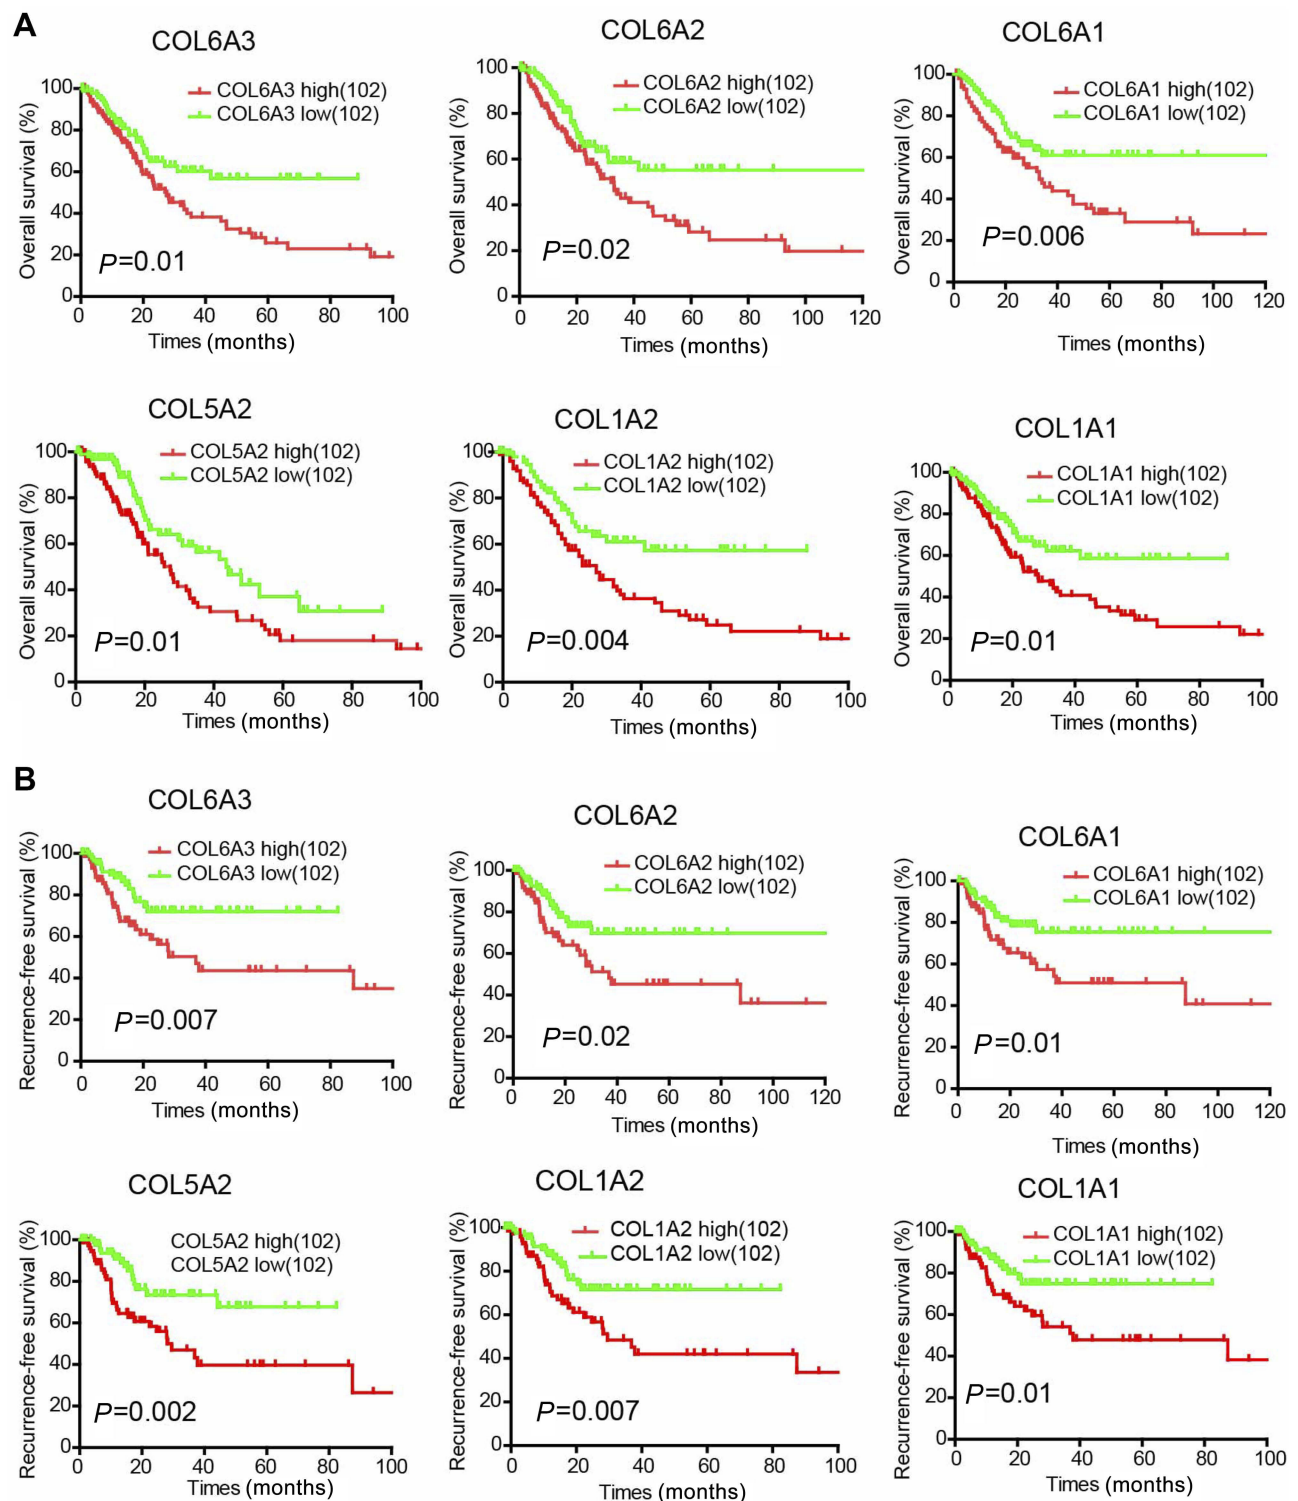 A
COL6A3
COL6A3 high(102)
COL6A3 low(102)
Overall survival (%)
100
80
60
40
20
0
P=0.01
0 20 40 60 80 100
Times (months)
COL6A2
COL6A2 high(102)
COL6A2 low(102)
Overall survival (%)
100
80
60
40
20
0
P=0.02
0 20 40 60 80 100 120
Times (months)
COL6A1
COL6A1 high(102)
COL6A1 low(102)
Overall survival (%)
100
80
60
40
20
0
P=0.006
0 20 40 60 80 100 120
Times (months)
COL5A2
COL5A2 high(102)
COL5A2 low(102)
Overall survival (%)
100
80
60
40
20
0
P=0.01
0 20 40 60 80 100
Times (months)
COL1A2
COL1A2 high(102)
COL1A2 low(102)
Overall survival (%)
100
80
60
40
20
0
P=0.004
0 20 40 60 80 100
Times (months)
COL1A1
COL1A1 high(102)
COL1A1 low(102)
Overall survival (%)
100
80
60
40
20
0
P=0.01
0 20 40 60 80 100
Times (months)
B
COL6A3
COL6A3 high(102)
COL6A3 low(102)
Recurrence-free survival (%)
100
80
60
40
20
0
P=0.007
0 20 40 60 80 100
Times (months)
COL6A2
COL6A2 high(102)
COL6A2 low(102)
Recurrence-free survival (%)
100
80
60
40
20
0
P=0.02
0 20 40 60 80 100 120
Times (months)
COL6A1
COL6A1 high(102)
COL6A1 low(102)
Recurrence-free survival (%)
100
80
60
40
20
0
P=0.01
0 20 40 60 80 100 120
Times (months)
COL5A2
COL5A2 high(102)
COL5A2 low(102)
Recurrence-free survival (%)
100
80
60
40
20
0
P=0.002
0 20 40 60 80 100
Times (months)
COL1A2
COL1A2 high(102)
COL1A2 low(102)
Recurrence-free survival (%)
100
80
60
40
20
0
P=0.007
0 20 40 60 80 100
Times (months)
COL1A1
COL1A1 high(102)
COL1A1 low(102)
Recurrence-free survival (%)
100
80
60
40
20
0
P=0.01
0 20 40 60 80 100
Times (months)